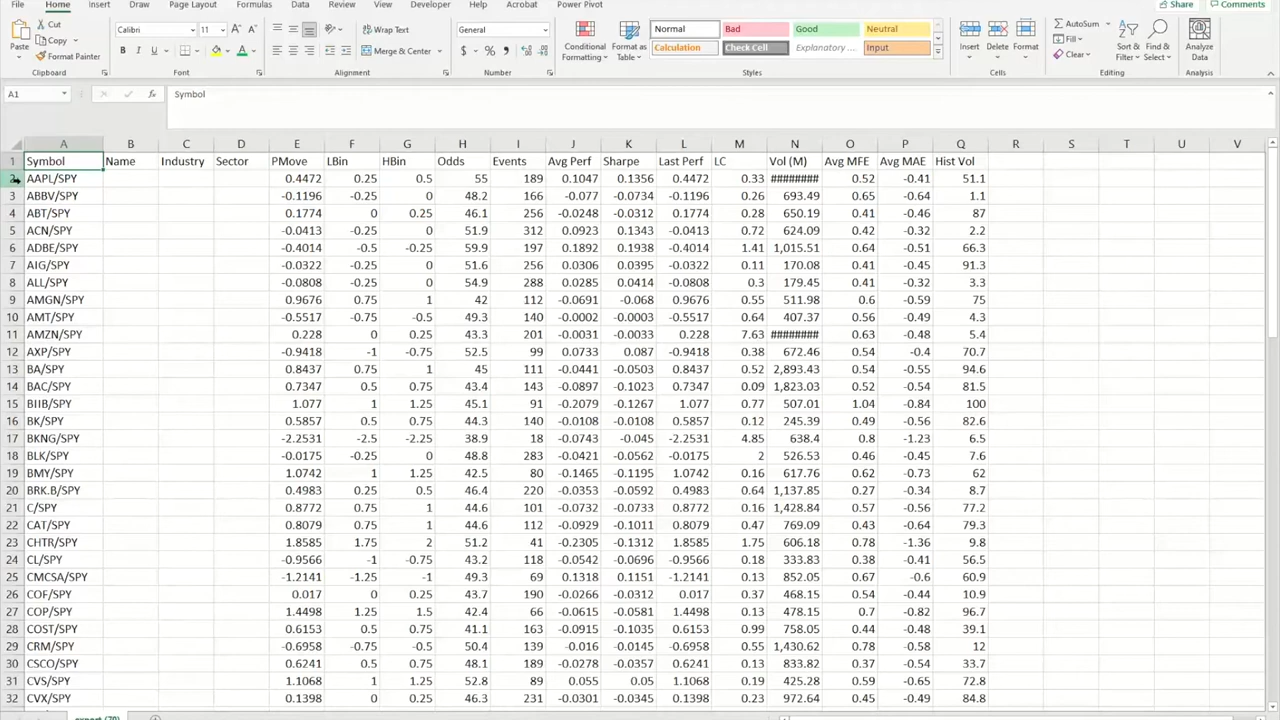 File Home Insert Draw Page Layout Formulas Data Review View Developer Help Acrobat Power Pivot Share Comments
Cut Calibri 11 Wrap Text General Normal Bad Good Neutral AutoSum
Copy Fill
Paste Format Painter B I U Merge & Center $ % Conditional Formatting Format as Table Calculation Check Cell Explanatory ... Input Insert Delete Format Clear Sort & Filter Find & Select Analyze Data
Clipboard Font Alignment Number Styles Cells Editing Analysis
A1 fx Symbol
A B C D E F G H I J K L M N O P Q R S T U V
1 Symbol Name Industry Sector PMove LBin HBin Odds Events Avg Perf Sharpe Last Perf LC Vol (M) Avg MFE Avg MAE Hist Vol
2 AAPL/SPY 0.4472 0.25 0.5 55 189 0.1047 0.1356 0.4472 0.33 ######## 0.52 -0.41 51.1
3 ABBV/SPY -0.1196 -0.25 0 48.2 166 -0.077 -0.0734 -0.1196 0.26 693.49 0.65 -0.64 1.1
4 ABT/SPY 0.1774 0 0.25 46.1 256 -0.0248 -0.0312 0.1774 0.28 650.19 0.41 -0.46 87
5 ACN/SPY -0.0413 -0.25 0 51.9 312 0.0923 0.1343 -0.0413 0.72 624.09 0.42 -0.32 2.2
6 ADBE/SPY -0.4014 -0.5 -0.25 59.9 197 0.1892 0.1938 -0.4014 1.41 1,015.51 0.64 -0.51 66.3
7 AIG/SPY -0.0322 -0.25 0 51.6 256 0.0306 0.0395 -0.0322 0.11 170.08 0.41 -0.45 91.3
8 ALL/SPY -0.0808 -0.25 0 54.9 288 0.0285 0.0414 -0.0808 0.3 179.45 0.41 -0.32 3.3
9 AMGN/SPY 0.9676 0.75 1 42 112 -0.0691 -0.068 0.9676 0.55 511.98 0.6 -0.59 75
10 AMT/SPY -0.5517 -0.75 -0.5 49.3 140 -0.0002 -0.0003 -0.5517 0.64 407.37 0.56 -0.49 4.3
11 AMZN/SPY 0.228 0 0.25 43.3 201 -0.0031 -0.0033 0.228 7.63 ######## 0.63 -0.48 5.4
12 AXP/SPY -0.9418 -1 -0.75 52.5 99 0.0733 0.087 -0.9418 0.38 672.46 0.54 -0.4 70.7
13 BA/SPY 0.8437 0.75 1 45 111 -0.0441 -0.0503 0.8437 0.52 2,893.43 0.54 -0.55 94.6
14 BAC/SPY 0.7347 0.5 0.75 43.4 143 -0.0897 -0.1023 0.7347 0.09 1,823.03 0.52 -0.54 81.5
15 BIIB/SPY 1.077 1 1.25 45.1 91 -0.2079 -0.1267 1.077 0.77 507.01 1.04 -0.84 100
16 BK/SPY 0.5857 0.5 0.75 44.3 140 -0.0108 -0.0108 0.5857 0.12 245.39 0.49 -0.56 82.6
17 BKNG/SPY -2.2531 -2.5 -2.25 38.9 18 -0.0743 -0.045 -2.2531 4.85 638.4 0.8 -1.23 6.5
18 BLK/SPY -0.0175 -0.25 0 48.8 283 -0.0421 -0.0562 -0.0175 2 526.53 0.46 -0.45 7.6
19 BMY/SPY 1.0742 1 1.25 42.5 80 -0.1465 -0.1195 1.0742 0.16 617.76 0.62 -0.73 62
20 BRK.B/SPY 0.4983 0.25 0.5 46.4 220 -0.0353 -0.0592 0.4983 0.64 1,137.85 0.27 -0.34 8.7
21 C/SPY 0.8772 0.75 1 44.6 101 -0.0732 -0.0733 0.8772 0.16 1,428.84 0.57 -0.56 77.2
22 CAT/SPY 0.8079 0.75 1 44.6 112 -0.0929 -0.1011 0.8079 0.47 769.09 0.43 -0.64 79.3
23 CHTR/SPY 1.8585 1.75 2 51.2 41 -0.2305 -0.1312 1.8585 1.75 606.18 0.78 -1.36 9.8
24 CL/SPY -0.9566 -1 -0.75 43.2 118 -0.0542 -0.0696 -0.9566 0.18 333.83 0.38 -0.41 56.5
25 CMCSA/SPY -1.2141 -1.25 -1 49.3 69 0.1318 0.1151 -1.2141 0.13 852.05 0.67 -0.6 60.9
26 COF/SPY 0.017 0 0.25 43.7 190 -0.0266 -0.0262 0.017 0.37 468.15 0.54 -0.44 10.9
27 COP/SPY 1.4498 1.25 1.5 42.4 66 -0.0615 -0.0581 1.4498 0.13 478.15 0.7 -0.82 96.7
28 COST/SPY 0.6153 0.5 0.75 41.1 163 -0.0915 -0.1035 0.6153 0.99 758.05 0.44 -0.48 39.1
29 CRM/SPY -0.6958 -0.75 -0.5 50.4 139 -0.016 -0.0145 -0.6958 0.55 1,430.62 0.78 -0.58 12
30 CSCO/SPY 0.6241 0.5 0.75 48.1 189 -0.0278 -0.0357 0.6241 0.13 833.82 0.37 -0.54 33.7
31 CVS/SPY 1.1068 1 1.25 52.8 89 0.055 0.05 1.1068 0.16 425.28 0.59 -0.65 72.8
32 CVX/SPY 0.1398 0 0.25 46.3 231 -0.0301 -0.0345 0.1398 0.23 972.64 0.45 -0.49 84.8
export (70)